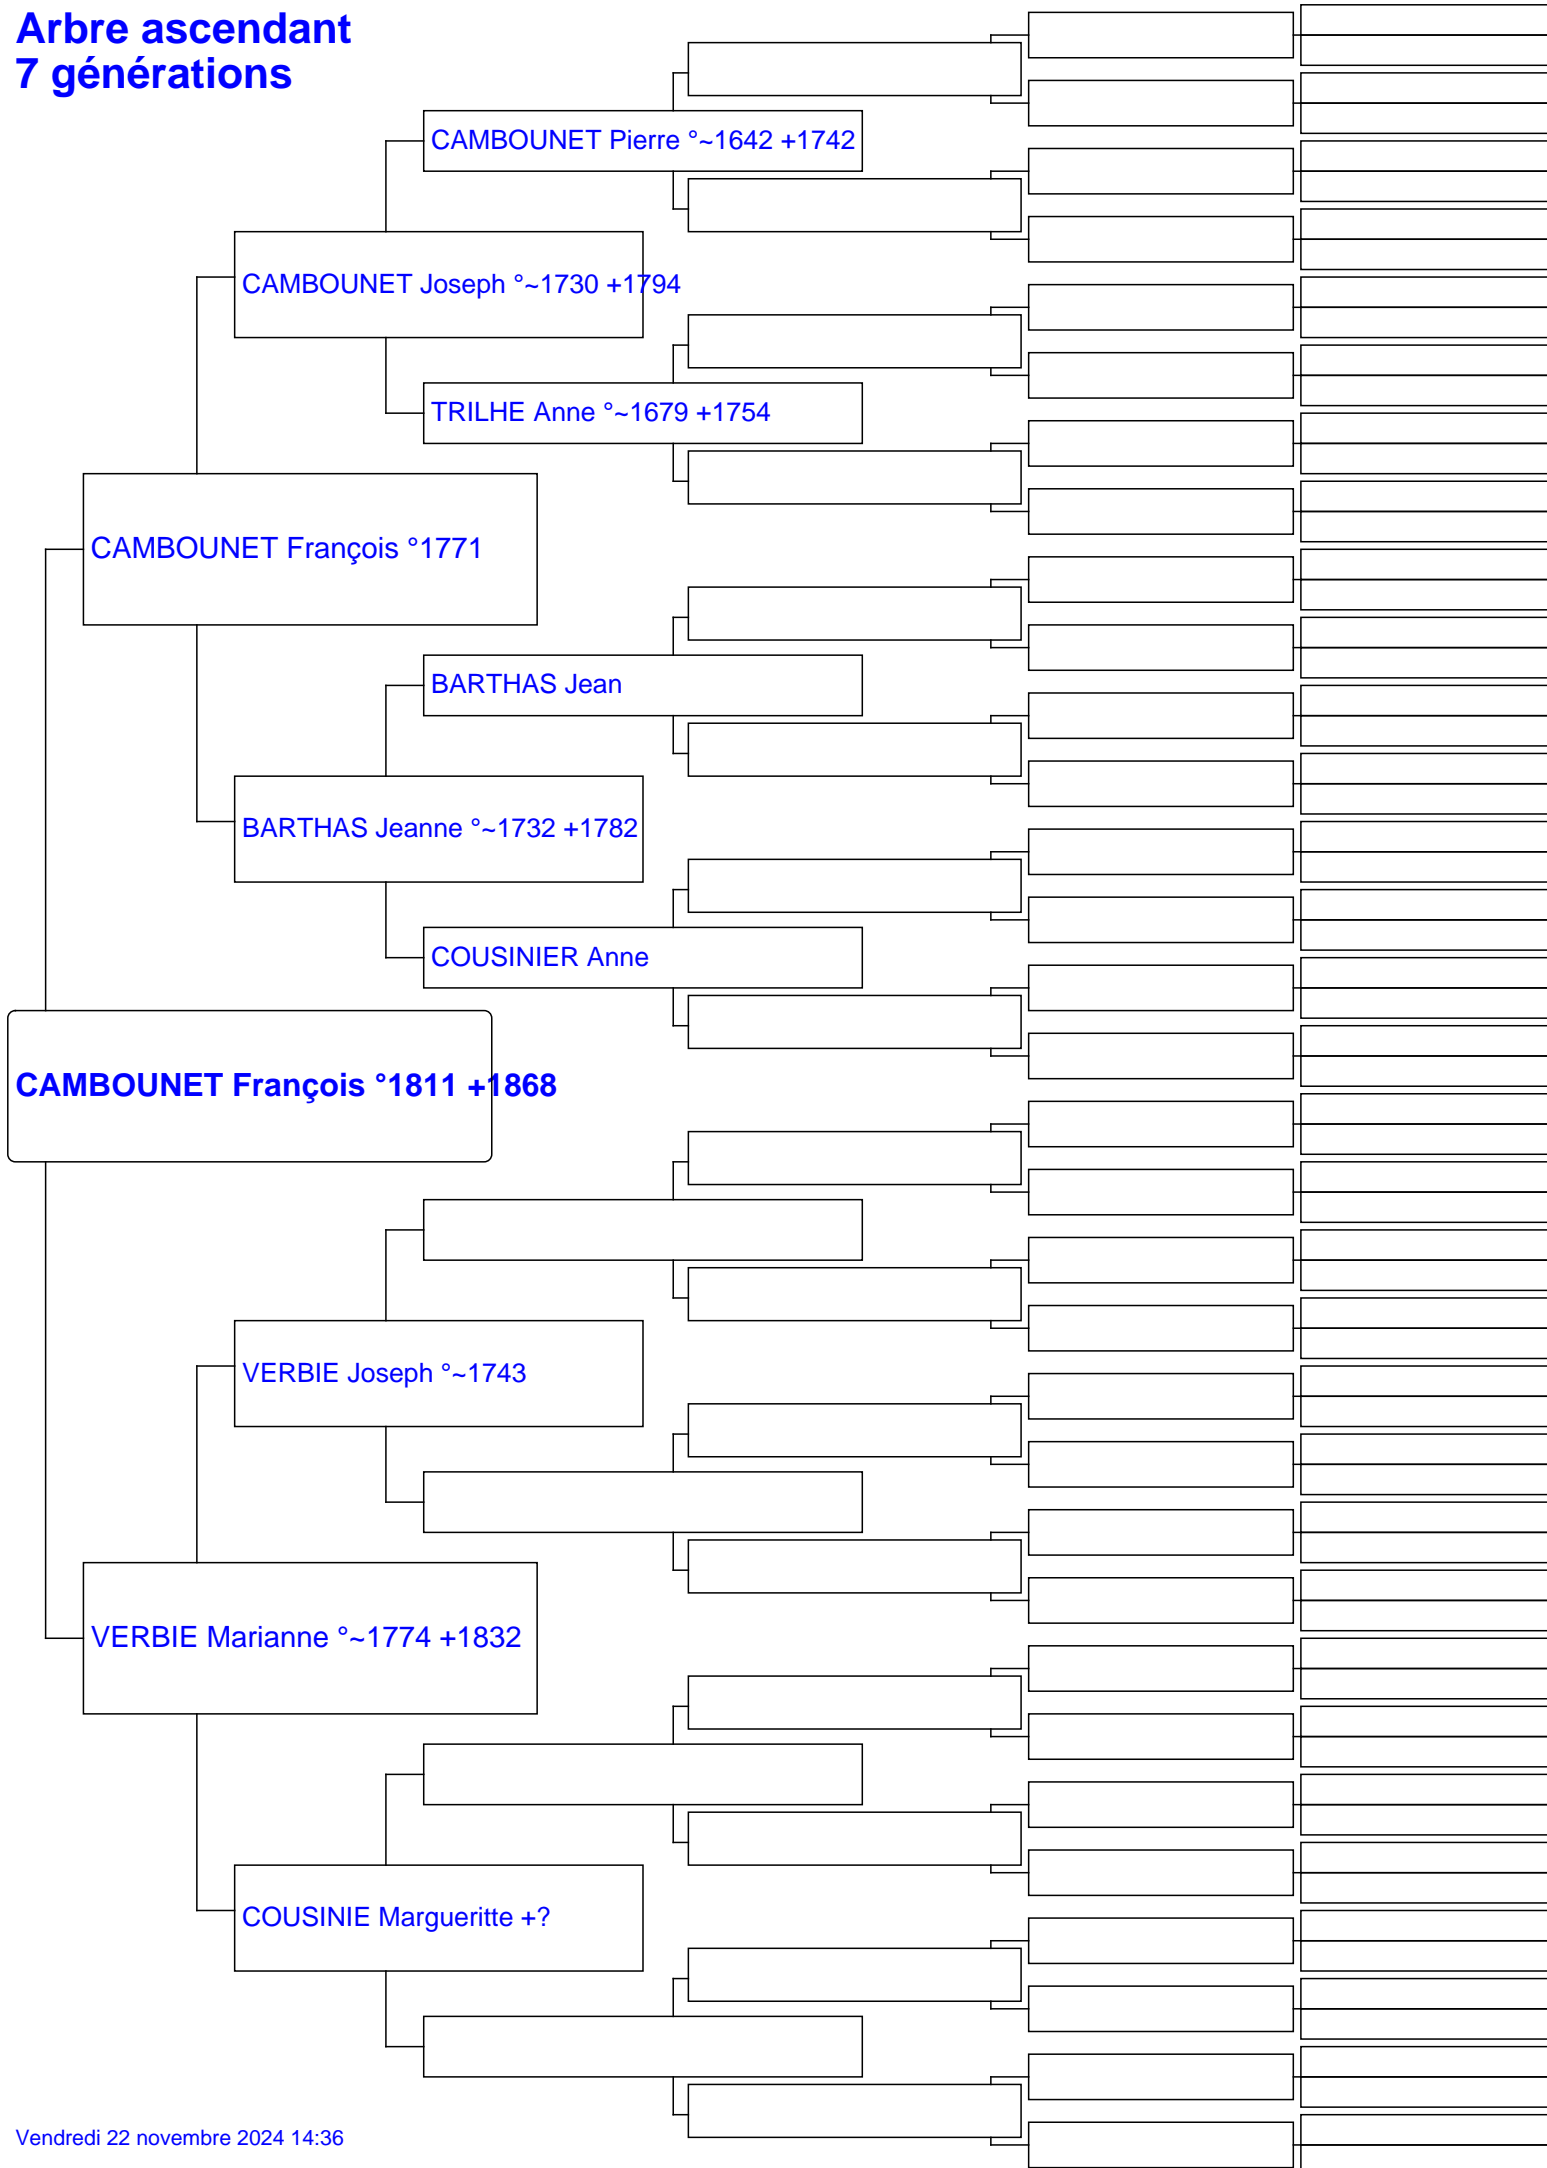 Arbre ascendant
7 générations
CAMBOUNET Pierre °~1642 +1742
CAMBOUNET Joseph °~1730 +1794
TRILHE Anne °~1679 +1754
CAMBOUNET François °1771
BARTHAS Jean
BARTHAS Jeanne °~1732 +1782
COUSINIER Anne
CAMBOUNET François °1811 +1868
VERBIE Joseph °~1743
VERBIE Marianne °~1774 +1832
COUSINIE Margueritte +?
Vendredi 22 novembre 2024 14:36